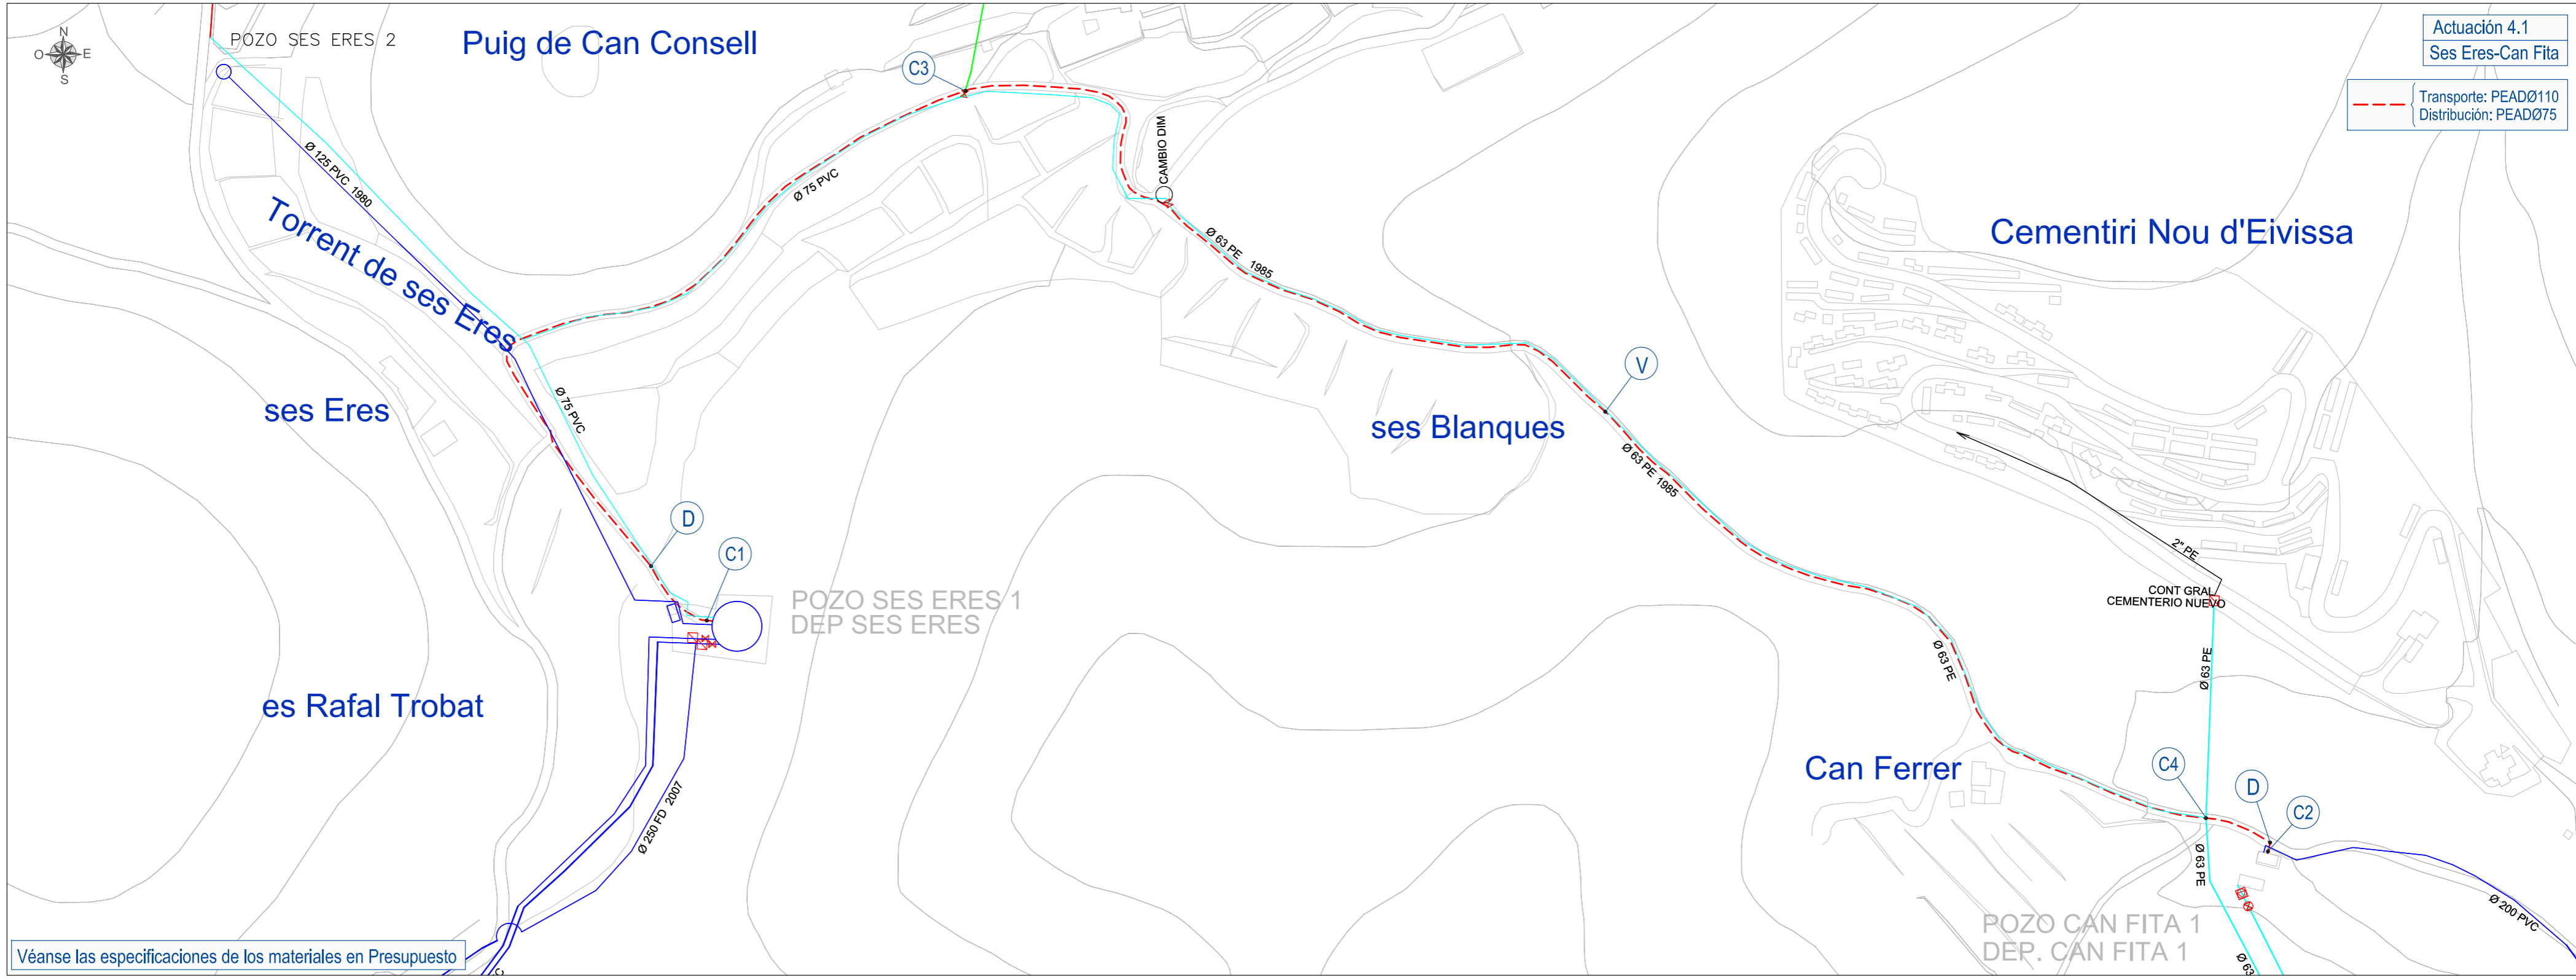 N
O
E
S
POZO SES ERES 2
Puig de Can Consell
C3
Actuación 4.1
Ses Eres-Can Fita
Transporte: PEADØ110
Distribución: PEADØ75
CAMBIO DIM
Ø 125 PVC 1980
Ø 75 PVC
Torrent de ses Eres
Ø 63 PE 1985
Cementiri Nou d'Eivissa
V
ses Eres
Ø 75 PVC
ses Blanques
Ø 63 PE 1985
D
C1
2" PE
POZO SES ERES 1
DEP SES ERES
CONT GRAL
CEMENTERIO NUEVO
Ø 63 PE
Ø 63 PE
es Rafal Trobat
Can Ferrer
C4
D
C2
Ø 250 FD 2007
Ø 63 PE
Ø 200 PVC
POZO CAN FITA 1
DEP. CAN FITA 1
Ø 63
Véanse las especificaciones de los materiales en Presupuesto
C